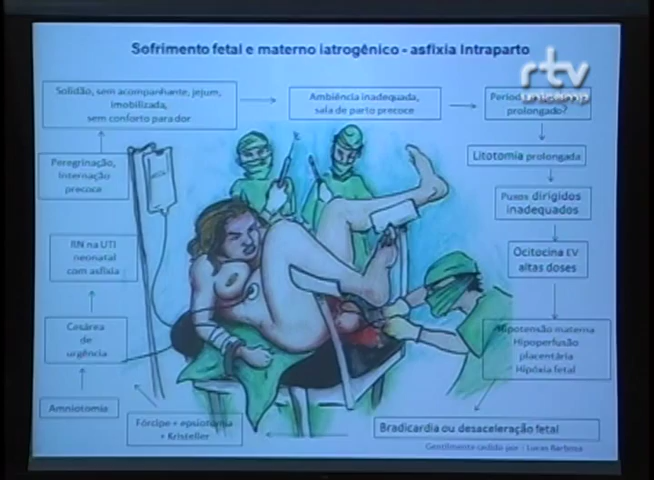 Sofrimento fetal e materno iatrogênico - asfixia Intraparto
rtv
unicamp
Solidão, sem acompanhante, jejum,
imobilizada,
sem conforto para dor
Ambiência inadequada,
sala de parto precoce
Período
prolongado?
Peregrinação,
Internação
precoce
Litotomia prolongada
Puxos dirigidos
inadequados
RN na UTI
neonatal
com asfixia
Ocitocina EV
altas doses
Cesárea
de
urgência
Hipotensão materna
Hipoperfusão
placentária
Hipóxia fetal
Amniotomia
Fórcipe + epsiotomia
+ Kristeller
Bradicardia ou desaceleração fetal
Gentilmente cedido por : Lucas Barbosa